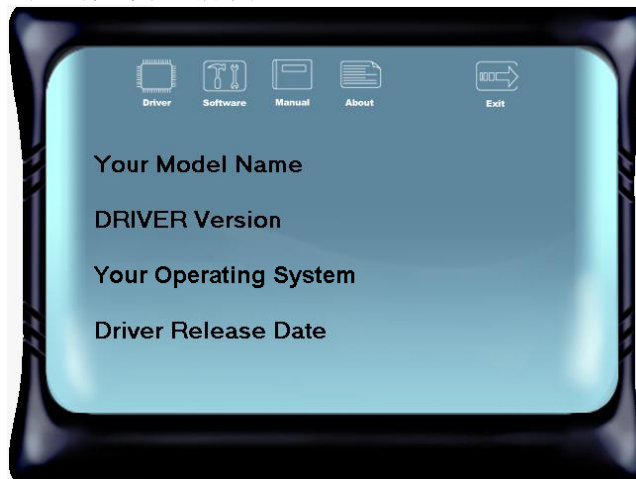 Driver Software Manual About Exit
Your Model Name
DRIVER Version
Your Operating System
Driver Release Date